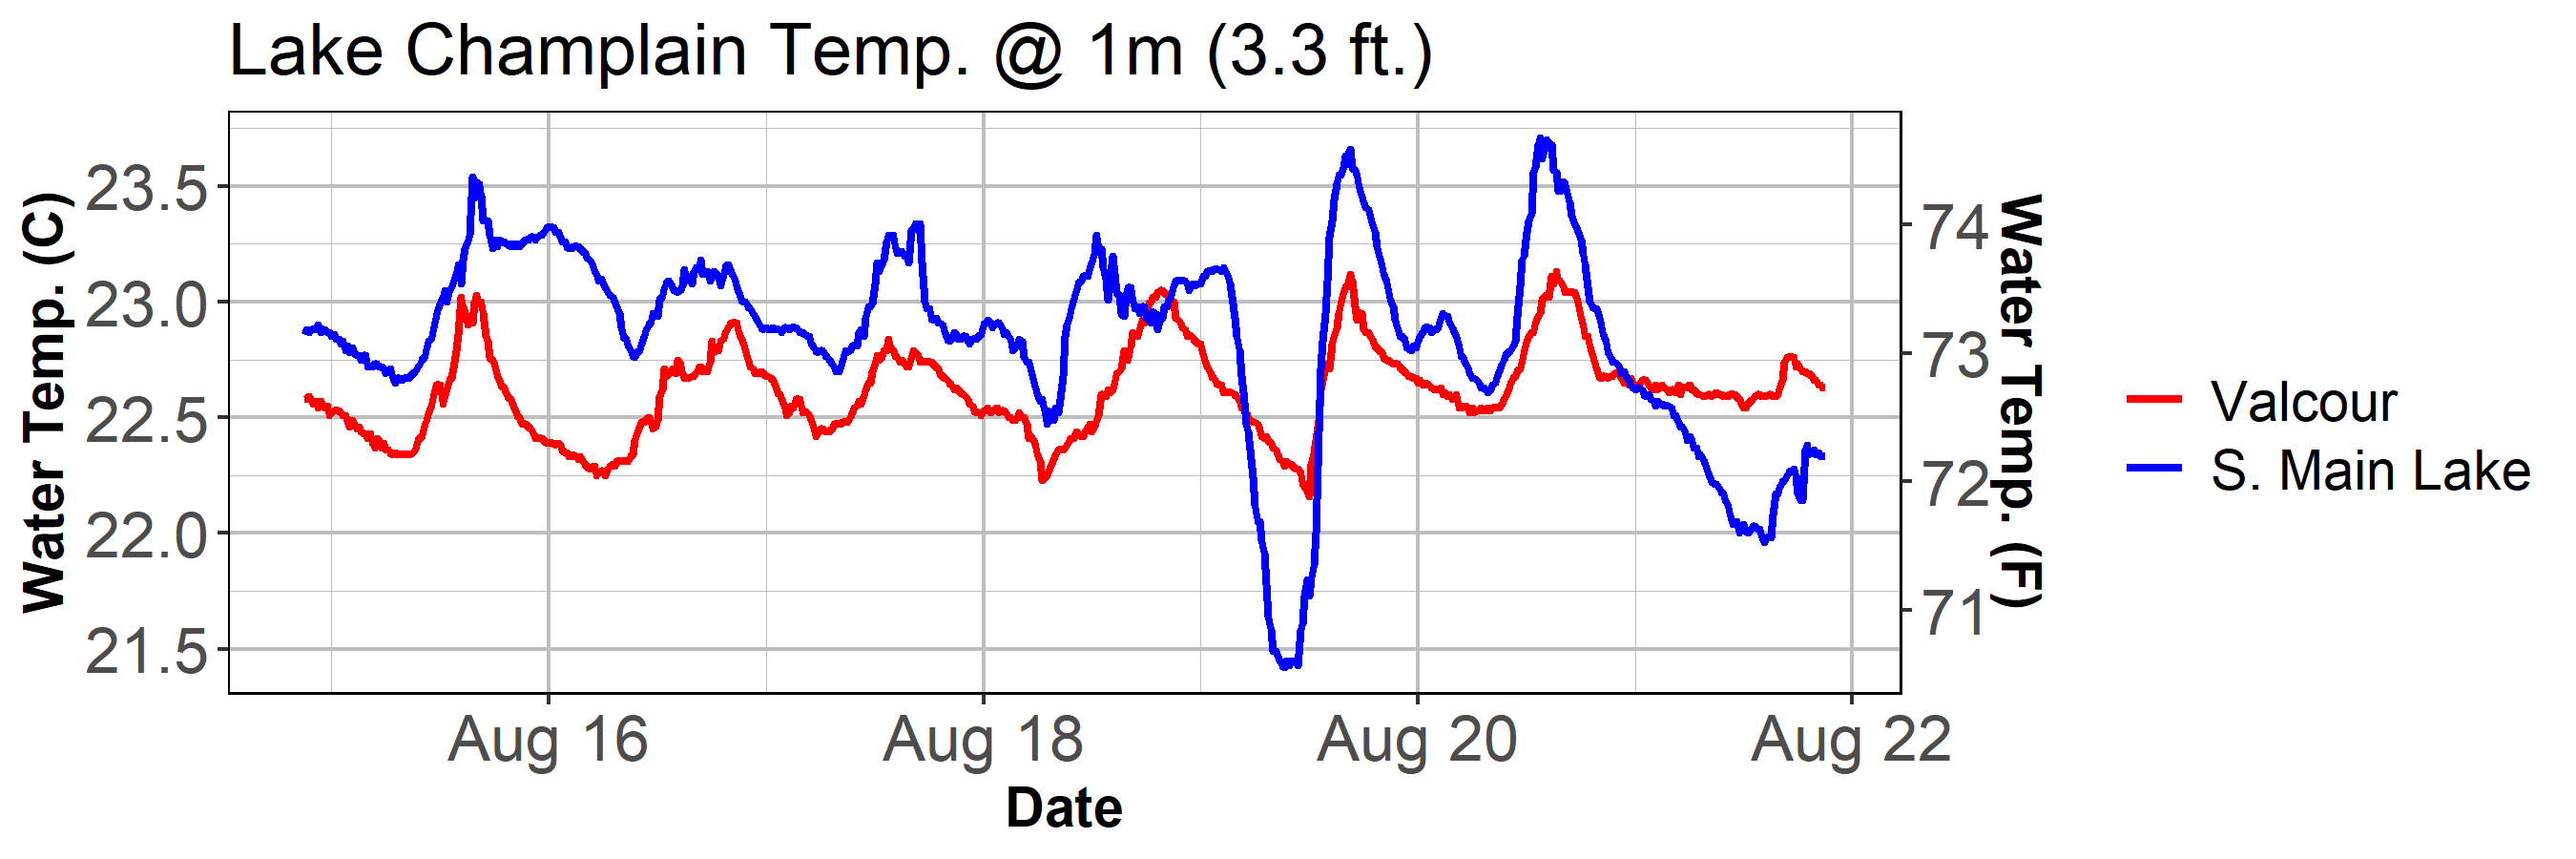 Lake Champlain Temp. @ 1m (3.3 ft.)
Water Temp. (C)
23.5
23.0
22.5
22.0
21.5
74
73
72
71
Water Temp. (F)
Aug 16 Aug 18 Aug 20 Aug 22
Date
Valcour
S. Main Lake